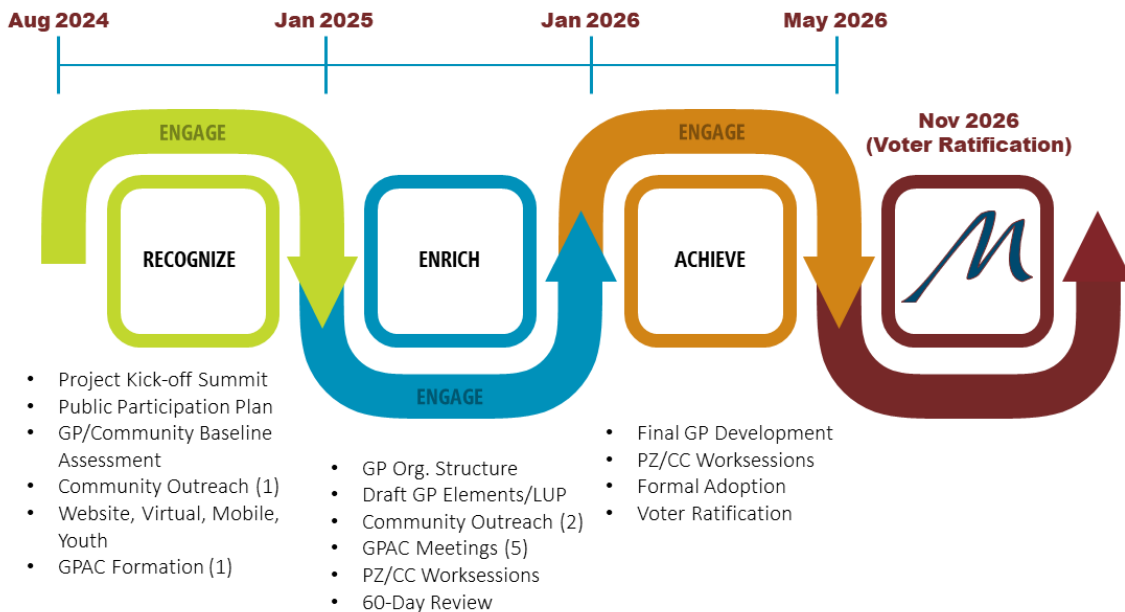 Aug 2024
Jan 2025
Jan 2026
May 2026
Nov 2026
(Voter Ratification)
ENGAGE
ENGAGE
RECOGNIZE
ENRICH
ACHIEVE
M
ENGAGE
• Project Kick-off Summit
• Public Participation Plan
• GP/Community Baseline
Assessment
• Community Outreach (1)
• Website, Virtual, Mobile,
Youth
• GPAC Formation (1)
• GP Org. Structure
• Draft GP Elements/LUP
• Community Outreach (2)
• GPAC Meetings (5)
• PZ/CC Worksessions
• 60-Day Review
• Final GP Development
• PZ/CC Worksessions
• Formal Adoption
• Voter Ratification